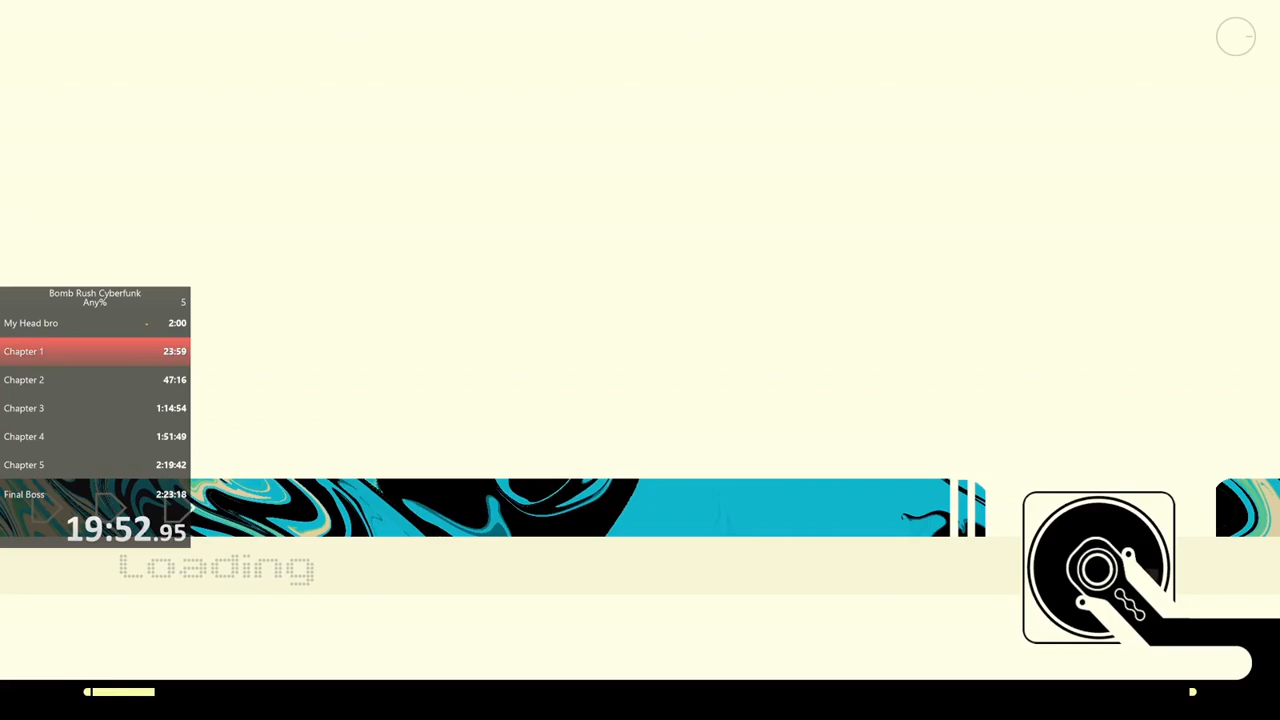 Bomb Rush Cyberfunk
Any% 5
My Head bro - 2:00
Chapter 1 23:59
Chapter 2 47:16
Chapter 3 1:14:54
Chapter 4 1:51:49
Chapter 5 2:19:42
Final Boss 2:23:18
19:52.95
Loading